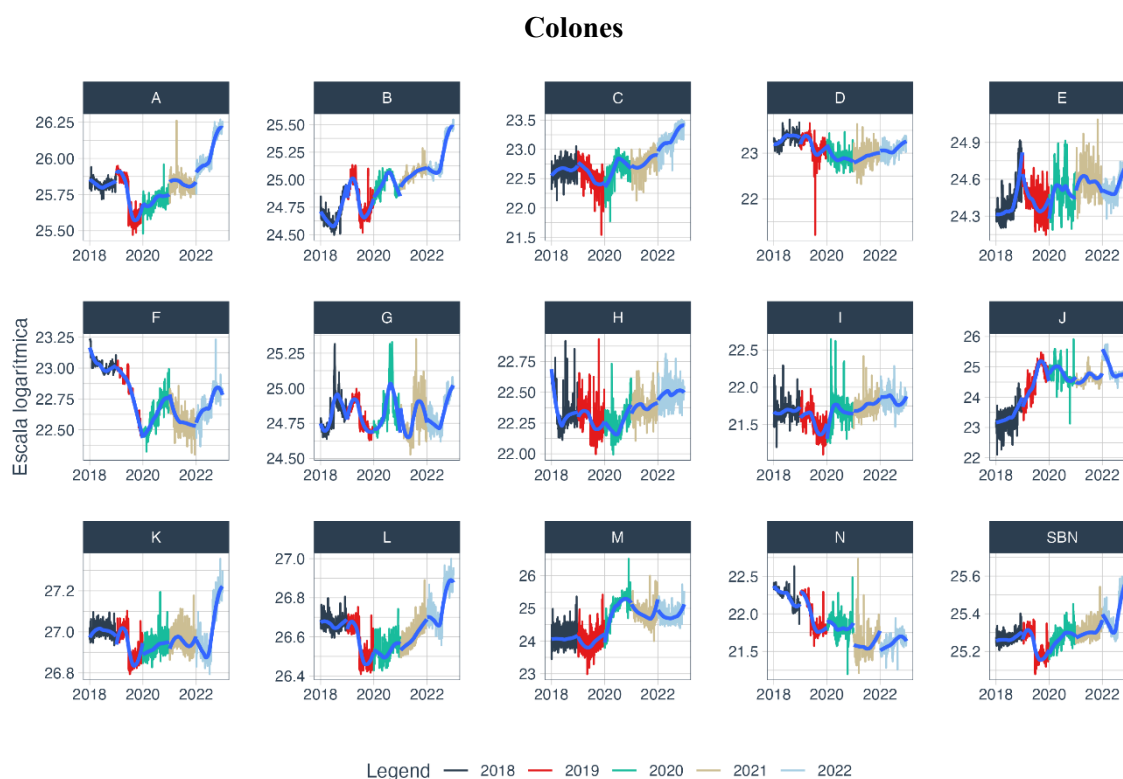 Colones
A B C D E
26.25 26.00 25.75 25.50
25.50 25.25 25.00 24.75 24.50
23.5 23.0 22.5 22.0 21.5
23 22
24.9 24.6 24.3
2018 2020 2022 2018 2020 2022 2018 2020 2022 2018 2020 2022 2018 2020 2022
Escala logarítmica
F G H I J
23.25 23.00 22.75 22.50
25.25 25.00 24.75 24.50
22.75 22.50 22.25 22.00
22.5 22.0 21.5
26 25 24 23 22
2018 2020 2022 2018 2020 2022 2018 2020 2022 2018 2020 2022 2018 2020 2022
K L M N SBN
27.2 27.0 26.8
27.0 26.8 26.6 26.4
26 25 24 23
22.5 22.0 21.5
25.6 25.4 25.2
2018 2020 2022 2018 2020 2022 2018 2020 2022 2018 2020 2022 2018 2020 2022
Legend 2018 2019 2020 2021 2022